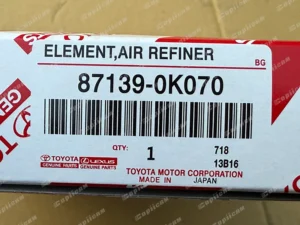 ELEMENT,AIR REFINER
BG
87139-0K070
QTY: 1
718
13B16
TOYOTA LEXUS
GENUINE PARTS GENUINE PARTS
TOYOTA MOTOR CORPORATION
MADE IN JAPAN